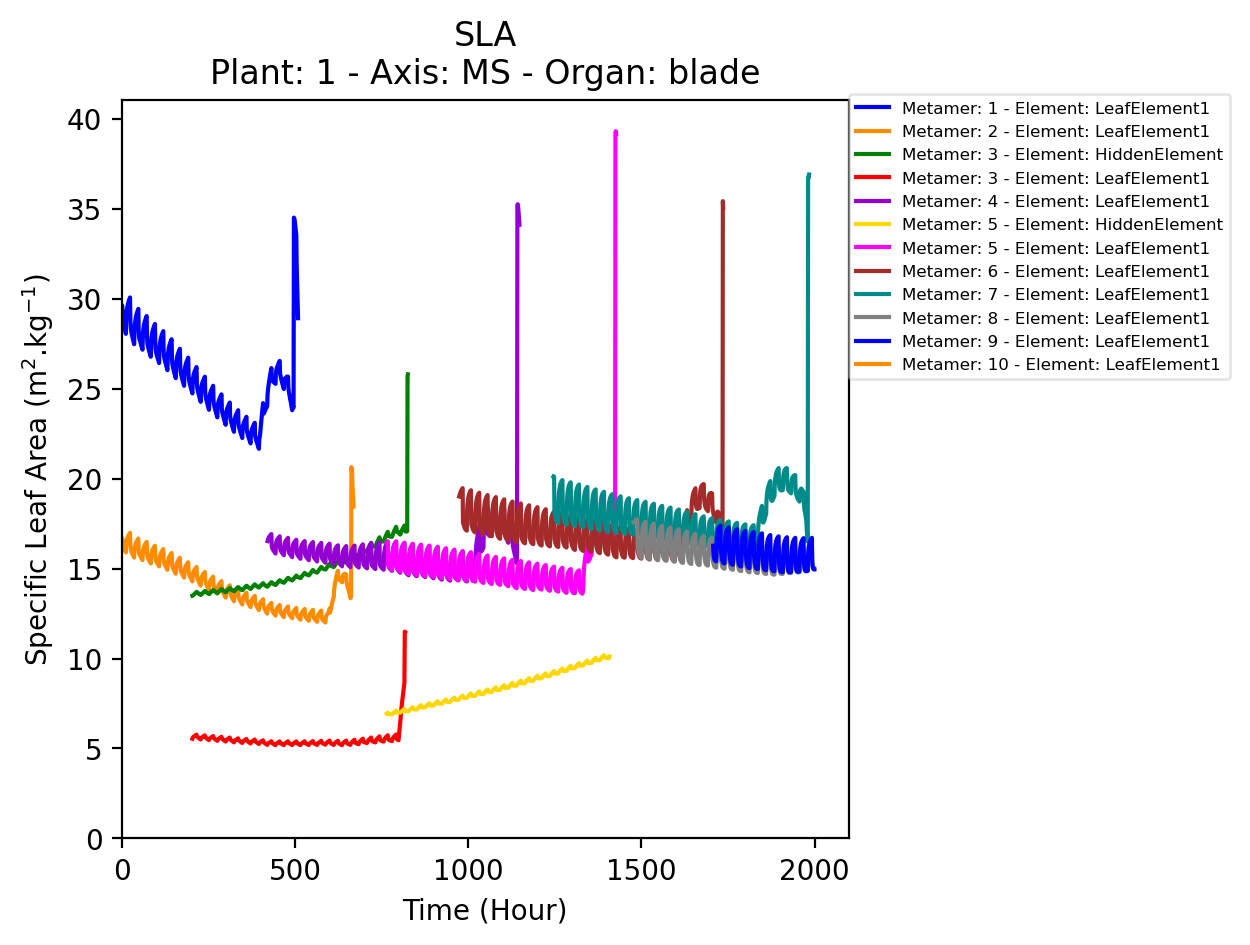 SLA
Plant: 1 - Axis: MS - Organ: blade
Specific Leaf Area (m².kg⁻¹)
40
35
30
25
20
15
10
5
0
0 500 1000 1500 2000
Time (Hour)
Metamer: 1 - Element: LeafElement1
Metamer: 2 - Element: LeafElement1
Metamer: 3 - Element: HiddenElement
Metamer: 3 - Element: LeafElement1
Metamer: 4 - Element: LeafElement1
Metamer: 5 - Element: HiddenElement
Metamer: 5 - Element: LeafElement1
Metamer: 6 - Element: LeafElement1
Metamer: 7 - Element: LeafElement1
Metamer: 8 - Element: LeafElement1
Metamer: 9 - Element: LeafElement1
Metamer: 10 - Element: LeafElement1